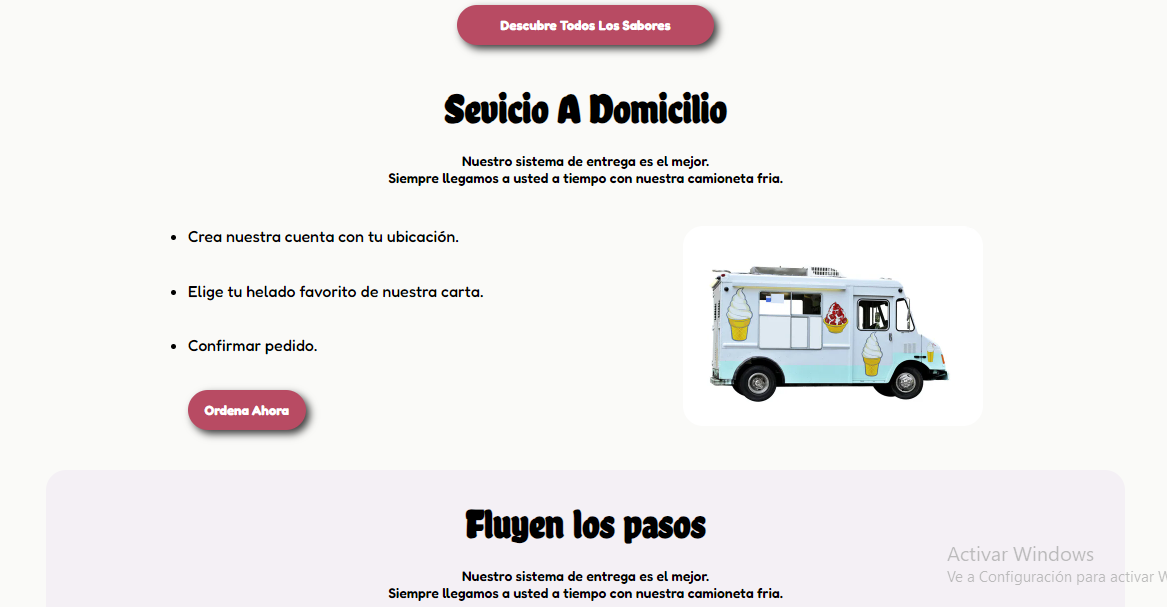 Descubre Todos Los Sabores
Sevicio A Domicilio
Nuestro sistema de entrega es el mejor.
Siempre llegamos a usted a tiempo con nuestra camioneta fria.
Crea nuestra cuenta con tu ubicación.
Elige tu helado favorito de nuestra carta.
Confirmar pedido.
Ordena Ahora
Fluyen los pasos
Nuestro sistema de entrega es el mejor.
Siempre llegamos a usted a tiempo con nuestra camioneta fria.
Activar Windows
Ve a Configuración para activar W